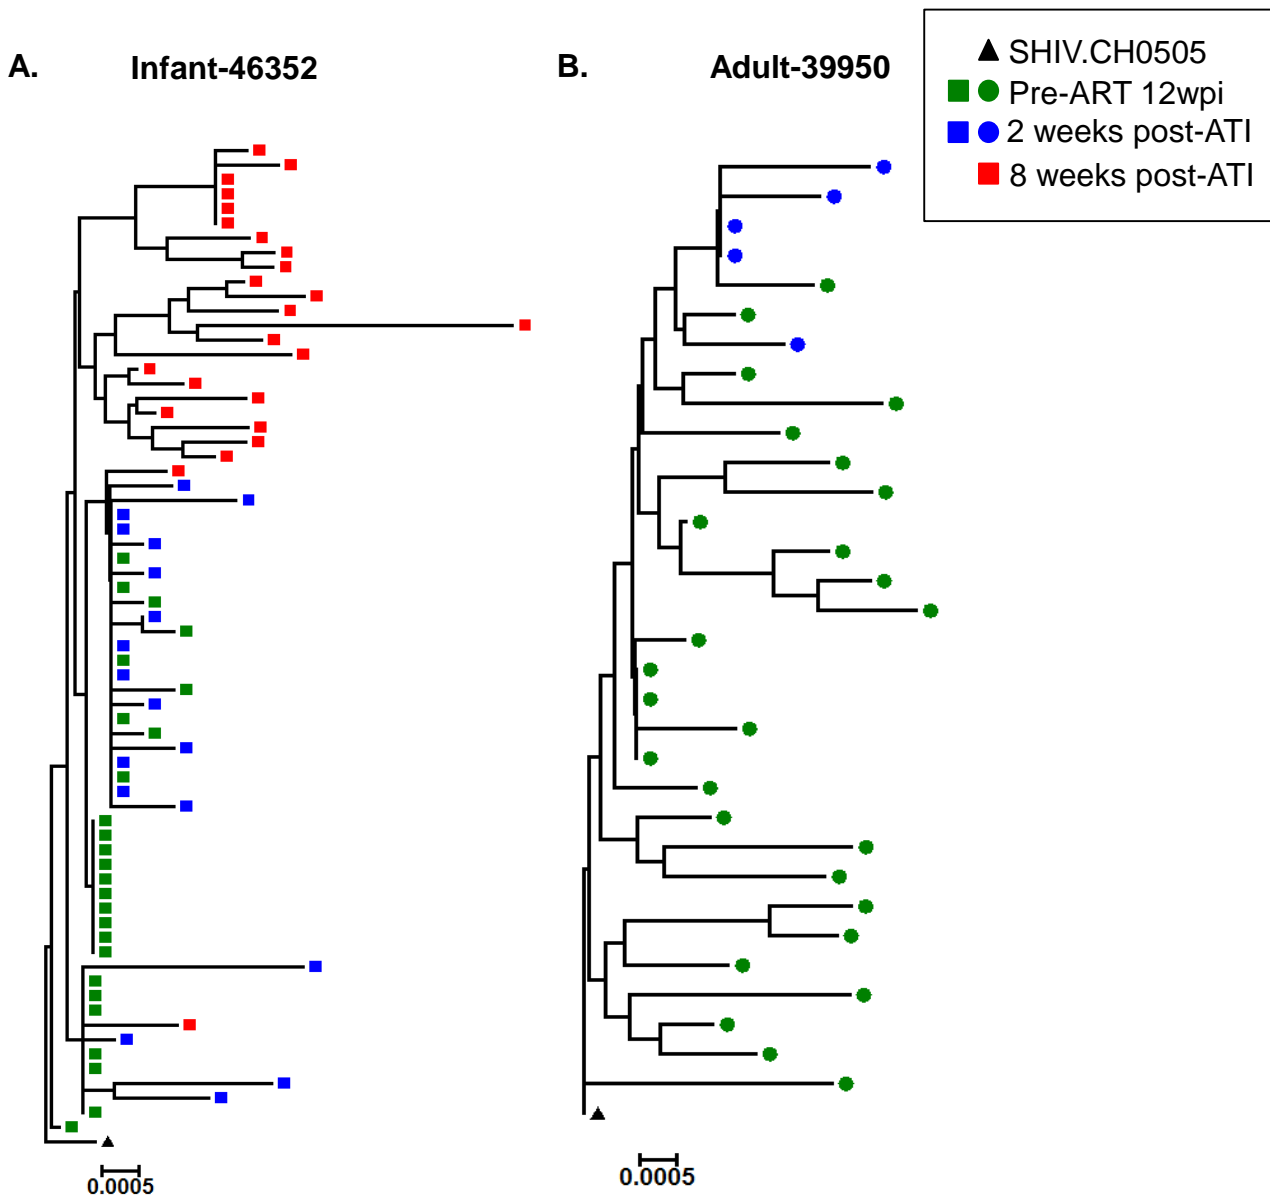 A. Infant-46352
B. Adult-39950
SHIV.CH0505
Pre-ART 12wpi
2 weeks post-ATI
8 weeks post-ATI
0.0005
0.0005